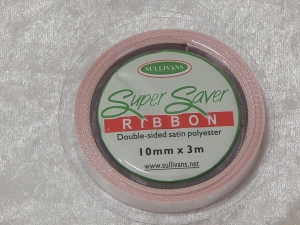 SULLIVANS
Super Saver
RIBBON
Double-sided satin polyester
10mm x 3m
www.sullivans.net